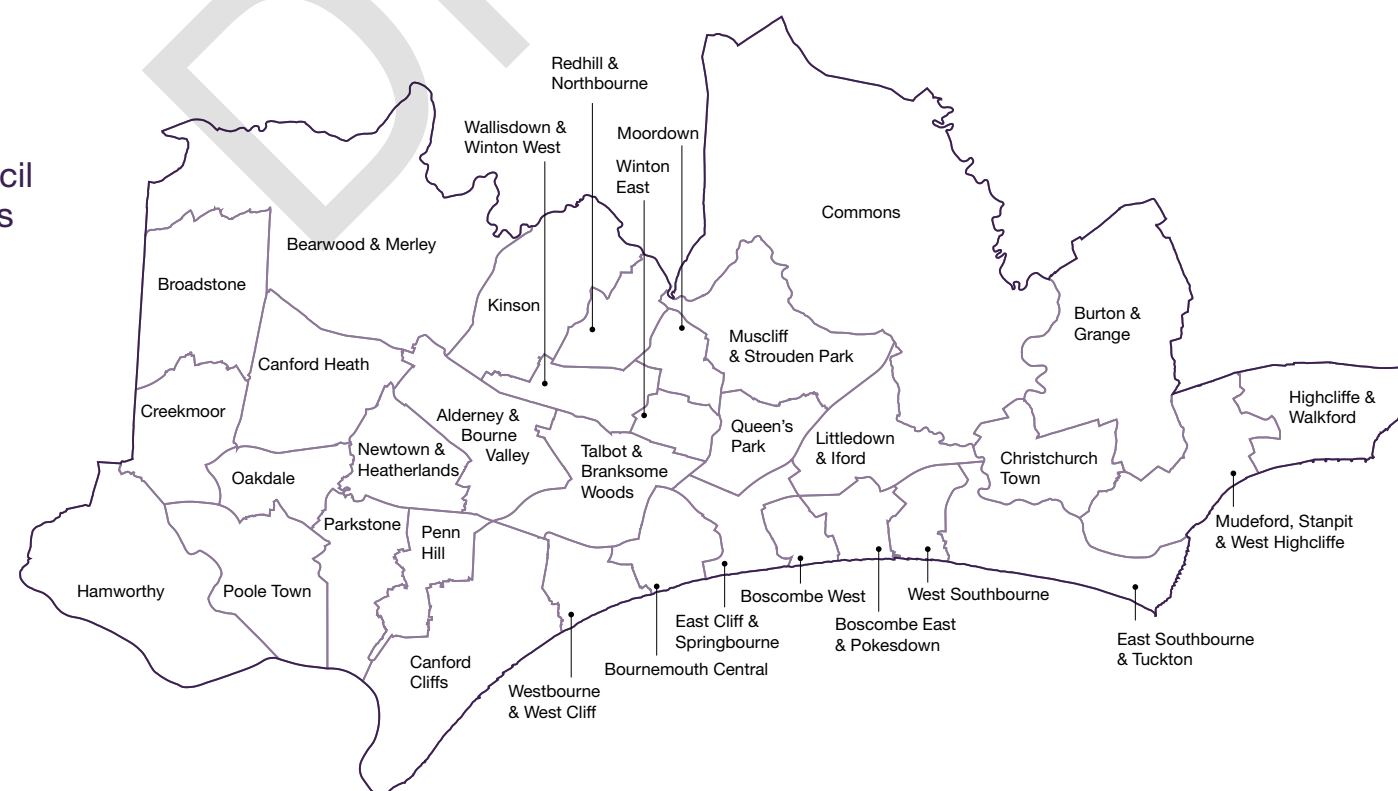 Redhill &
Northbourne
Wallisdown &
Winton West
Moordown
Winton
East
cil
s
Commons
Bearwood & Merley
Broadstone
Kinson
Burton &
Grange
Muscliff
& Strouden Park
Canford Heath
Highcliffe &
Walkford
Creekmoor
Alderney &
Bourne
Valley
Queen's
Park
Littledown
& Iford
Newtown &
Heatherlands
Talbot &
Branksome
Woods
Christchurch
Town
Oakdale
Parkstone
Penn
Hill
Mudeford, Stanpit
& West Highcliffe
Hamworthy
Poole Town
Boscombe West
West Southbourne
East Cliff &
Springbourne
Boscombe East
& Pokesdown
East Southbourne
& Tuckton
Canford
Cliffs
Bournemouth Central
Westbourne
& West Cliff